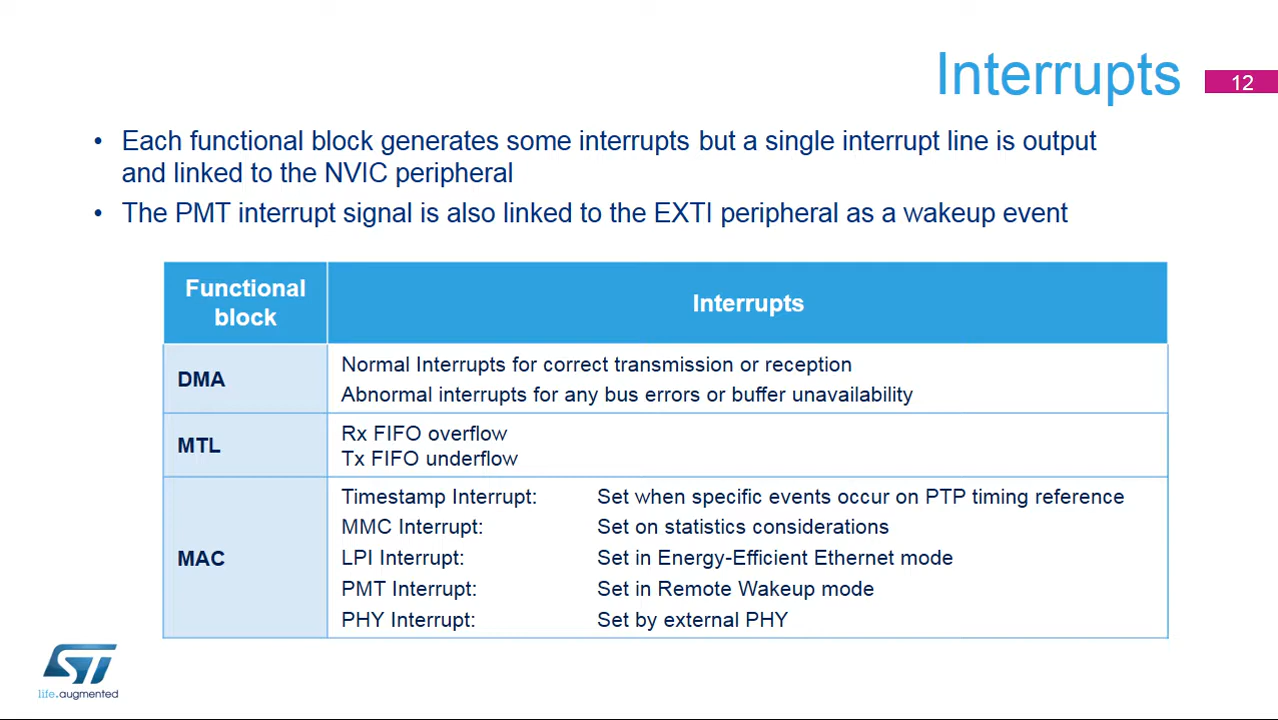 Interrupts
12
• Each functional block generates some interrupts but a single interrupt line is output
and linked to the NVIC peripheral
• The PMT interrupt signal is also linked to the EXTI peripheral as a wakeup event
Functional
block
Interrupts
DMA
Normal Interrupts for correct transmission or reception
Abnormal interrupts for any bus errors or buffer unavailability
MTL
Rx FIFO overflow
Tx FIFO underflow
MAC
Timestamp Interrupt: Set when specific events occur on PTP timing reference
MMC Interrupt: Set on statistics considerations
LPI Interrupt: Set in Energy-Efficient Ethernet mode
PMT Interrupt: Set in Remote Wakeup mode
PHY Interrupt: Set by external PHY
ST
life.augmented